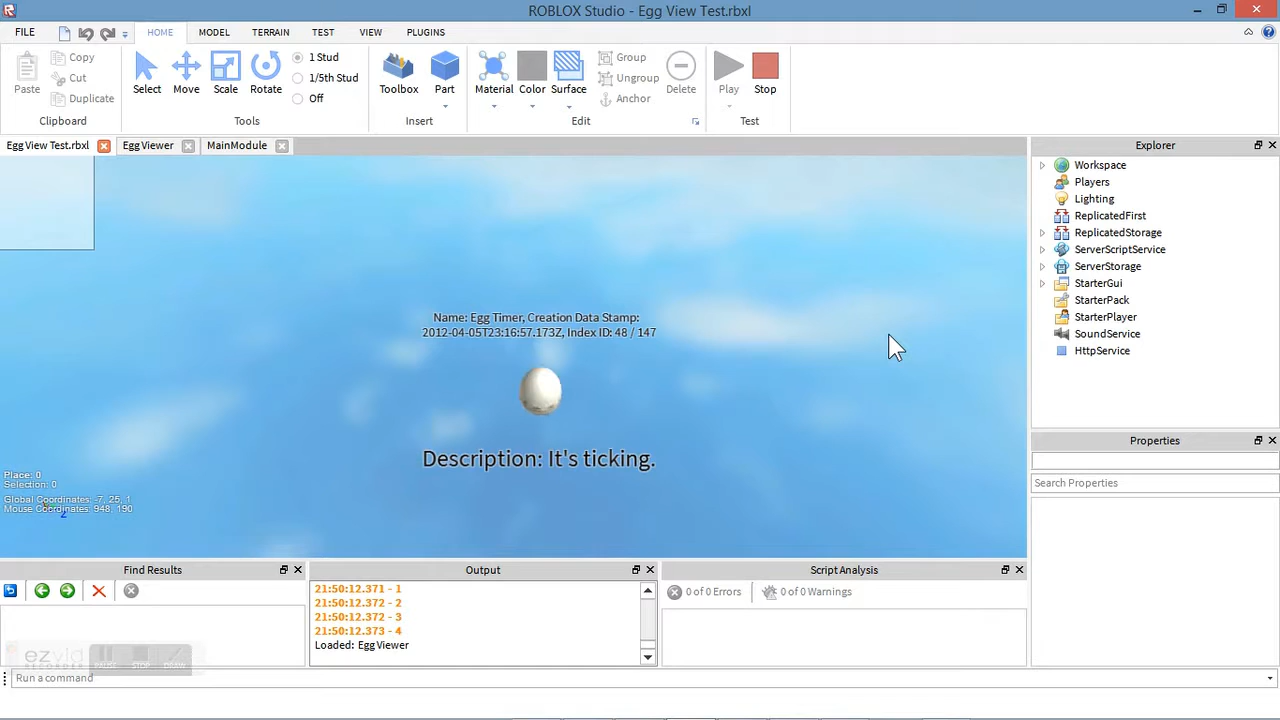 ROBLOX Studio - Egg View Test.rbxl
FILE
HOME
MODEL
TERRAIN
TEST
VIEW
PLUGINS
Paste
Copy
Cut
Duplicate
Clipboard
Select
Move
Scale
Rotate
1 Stud
1/5th Stud
Off
Tools
Toolbox
Part
Insert
Material
Color
Surface
Group
Ungroup
Anchor
Delete
Edit
Play
Stop
Test
Egg View Test.rbxl
Egg Viewer
MainModule
Explorer
Workspace
Players
Lighting
ReplicatedFirst
ReplicatedStorage
ServerScriptService
ServerStorage
StarterGui
StarterPack
StarterPlayer
SoundService
HttpService
Name: Egg Timer, Creation Data Stamp:
2012-04-05T23:16:57.173Z, Index ID: 48 / 147
Description: It's ticking.
Place: 0
Selection: 0
Global Coordinates: -7, 25, 1
Mouse Coordinates: 948, 190
Z
Properties
Search Properties
Find Results
Output
21:50:12.371 - 1
21:50:12.372 - 2
21:50:12.372 - 3
21:50:12.373 - 4
Loaded: Egg Viewer
Script Analysis
0 of 0 Errors
0 of 0 Warnings
ezvid
RECORDER
PAUSE
STOP
DRAW
Run a command